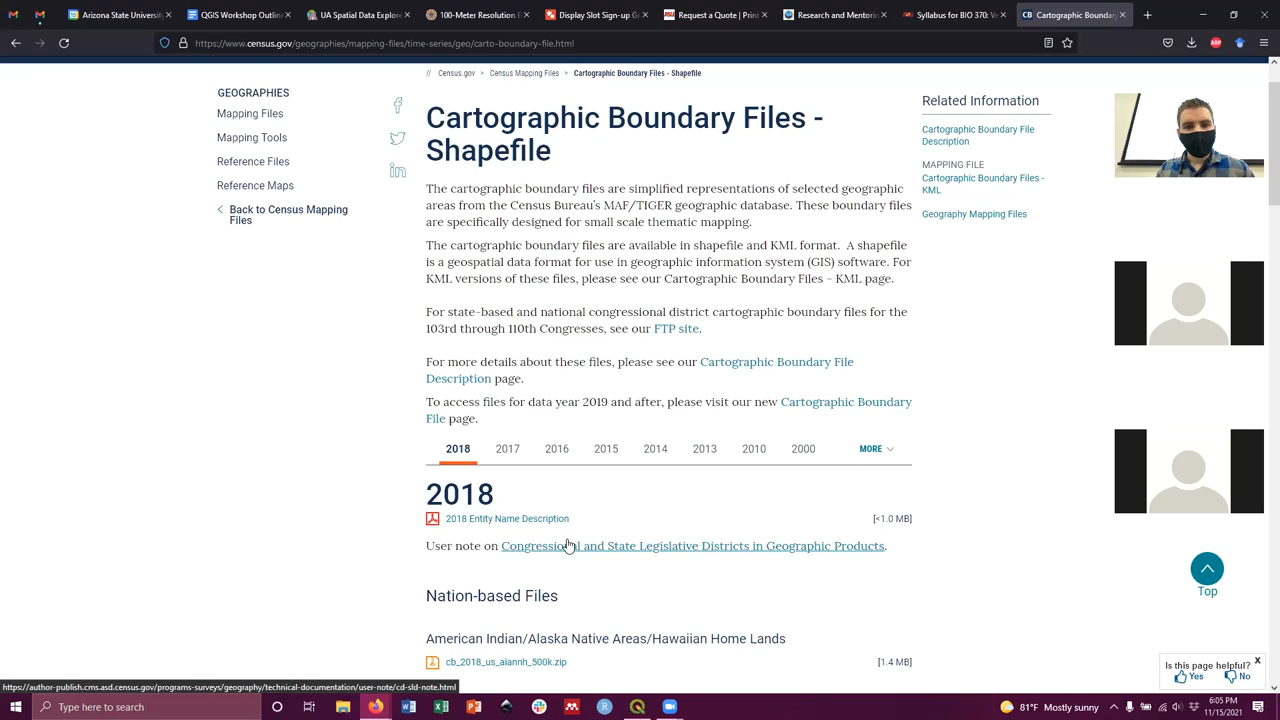 Arizona State University
GIS Resources - Google D
UA Spatial Data Explorer
100-Meter Resolution Dis
Docket Slot Sign-up G
Request a Quote | Print
Research and Mentorin
Syllabus for BIO 370: Ve
Cartographic Boundary
https://www.census.gov/geographies/mapping-files/time-series/geo/carto-boundary-file.html
// Census.gov > Census Mapping Files > Cartographic Boundary Files - Shapefile
GEOGRAPHIES
Mapping Files
Mapping Tools
Reference Files
Reference Maps
Back to Census Mapping
Files
Cartographic Boundary Files -
Shapefile
The cartographic boundary files are simplified representations of selected geographic
areas from the Census Bureau's MAF/TIGER geographic database. These boundary files
are specifically designed for small scale thematic mapping.
The cartographic boundary files are available in shapefile and KML format. A shapefile
is a geospatial data format for use in geographic information system (GIS) software. For
KML versions of these files, please see our Cartographic Boundary Files - KML page.
For state-based and national congressional district cartographic boundary files for the
103rd through 110th Congresses, see our FTP site.
For more details about these files, please see our Cartographic Boundary File
Description page.
To access files for data year 2019 and after, please visit our new Cartographic Boundary
File page.
2018 2017 2016 2015 2014 2013 2010 2000 MORE
2018
2018 Entity Name Description [<1.0 MB]
User note on Congressional and State Legislative Districts in Geographic Products.
Nation-based Files
American Indian/Alaska Native Areas/Hawaiian Home Lands
cb_2018_us_aiannh_500k.zip [1.4 MB]
Related Information
Cartographic Boundary File
Description
MAPPING FILE
Cartographic Boundary Files -
KML
Geography Mapping Files
Top
Is this page helpful? X
Yes No
https://author-publish.cms.asd.census.gov/programs-surveys/geography/technical-documentation/user-note/cd-sld-note.html
Type here to search
81°F Mostly sunny
6:05 PM
11/15/2021